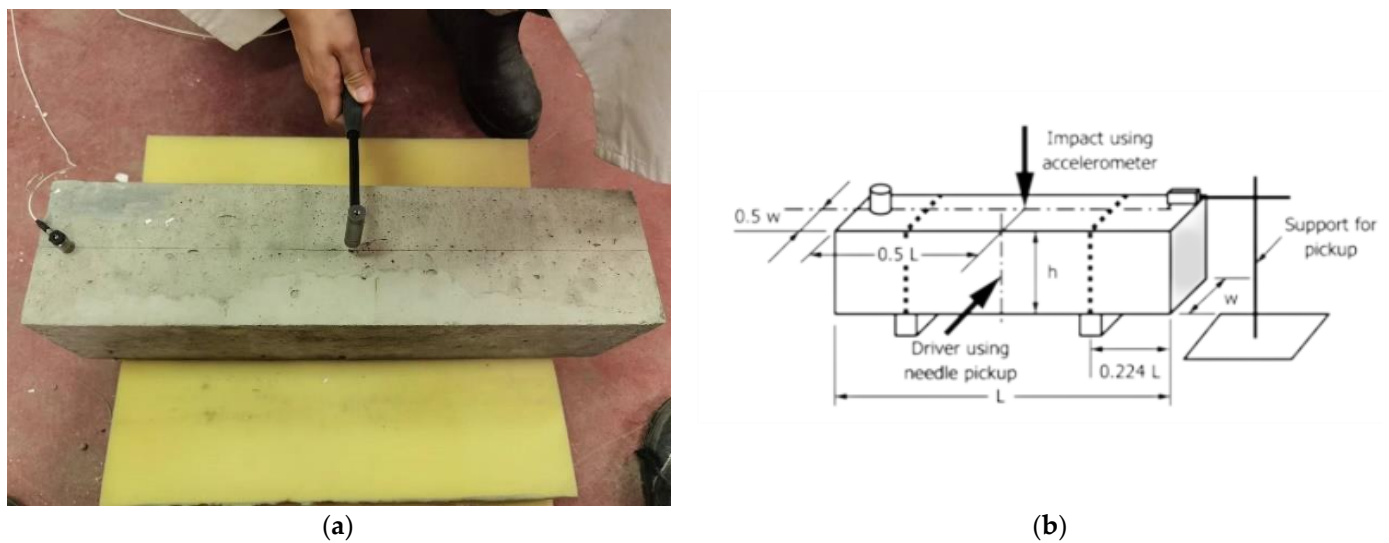 Impact using
accelerometer
0.5 w
0.5 L
h
w
Support for
pickup
Driver using
needle pickup
0.224 L
L
(a)
(b)